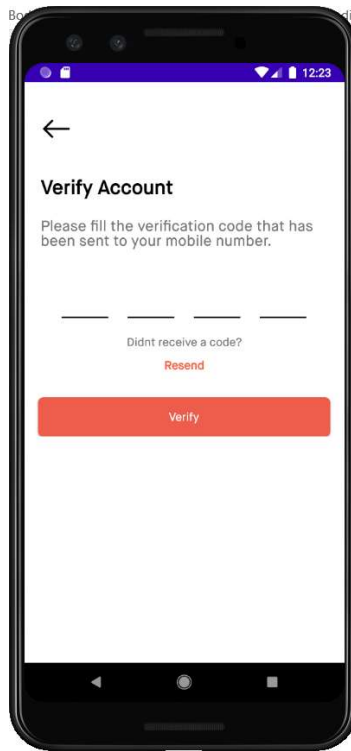 12:23
Verify Account
Please fill the verification code that has
been sent to your mobile number.
Didnt receive a code?
Resend
Verify